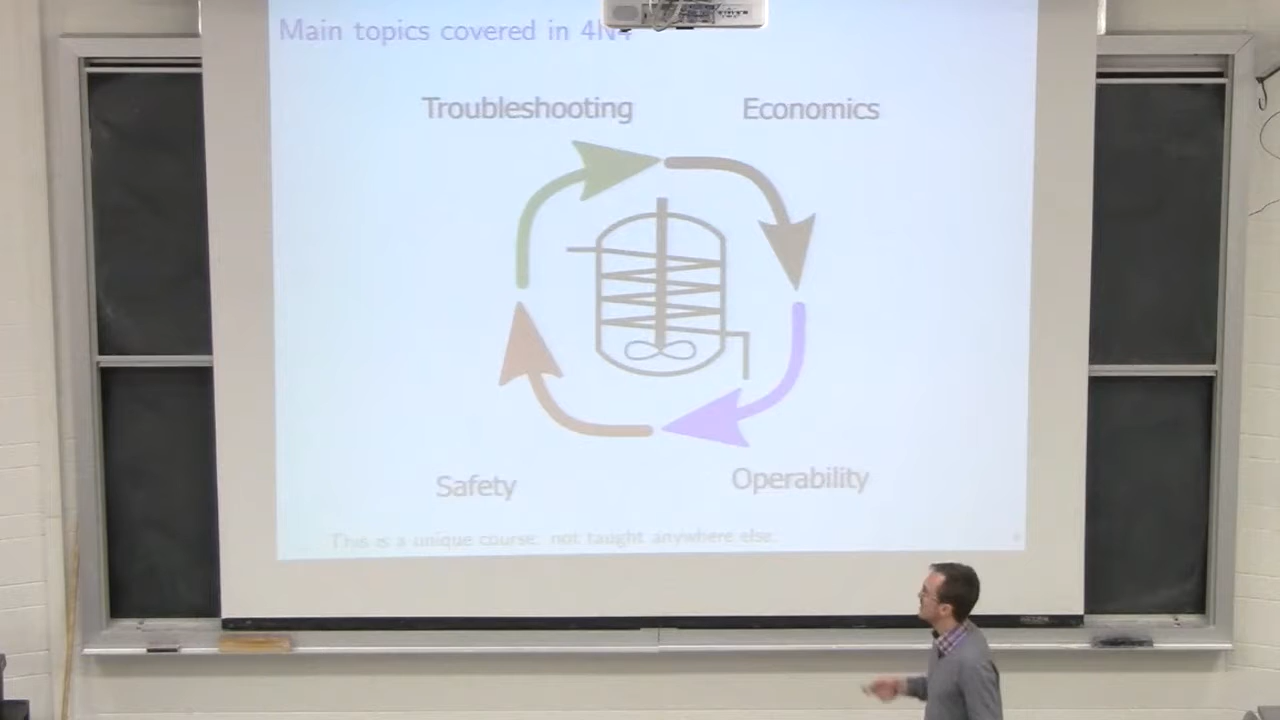 Main topics covered in 4N4
Troubleshooting
Economics
Safety
Operability
This is a unique course, not taught anywhere else.